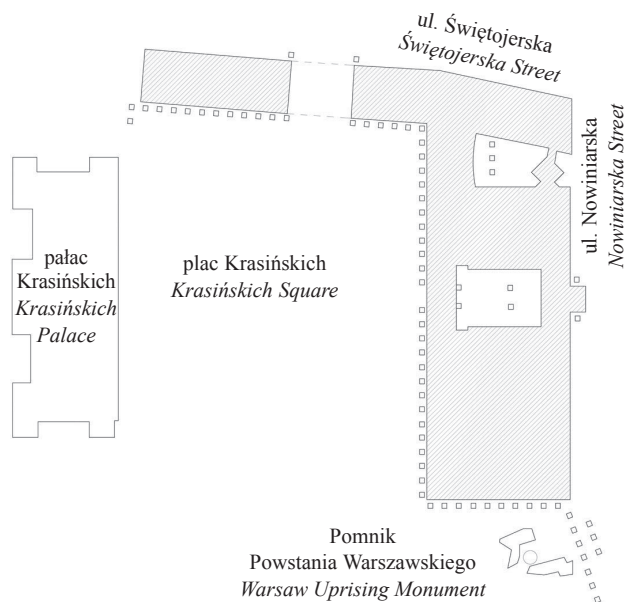 ul. Świętojerska
Świętojerska Street
ul. Nowiniarska
Nowiniarska Street
pałac
Krasińskich
Krasińskich
Palace
plac Krasińskich
Krasińskich Square
Pomnik
Powstania Warszawskiego
Warsaw Uprising Monument